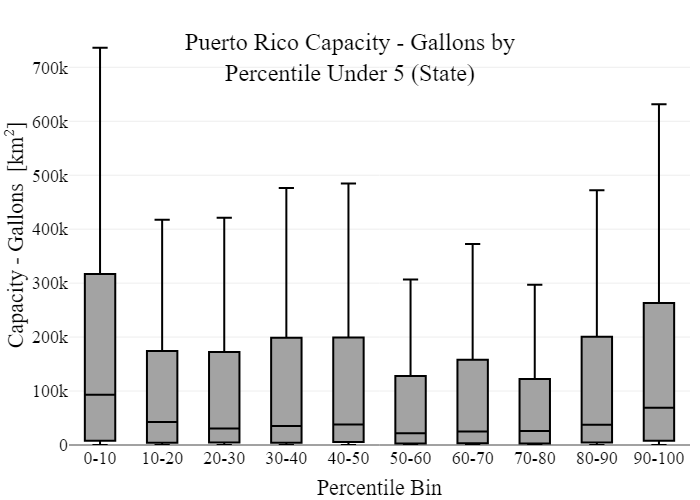 Puerto Rico Capacity - Gallons by
Percentile Under 5 (State)
Capacity - Gallons [km²]
700k
600k
500k
400k
300k
200k
100k
0
0-10 10-20 20-30 30-40 40-50 50-60 60-70 70-80 80-90 90-100
Percentile Bin